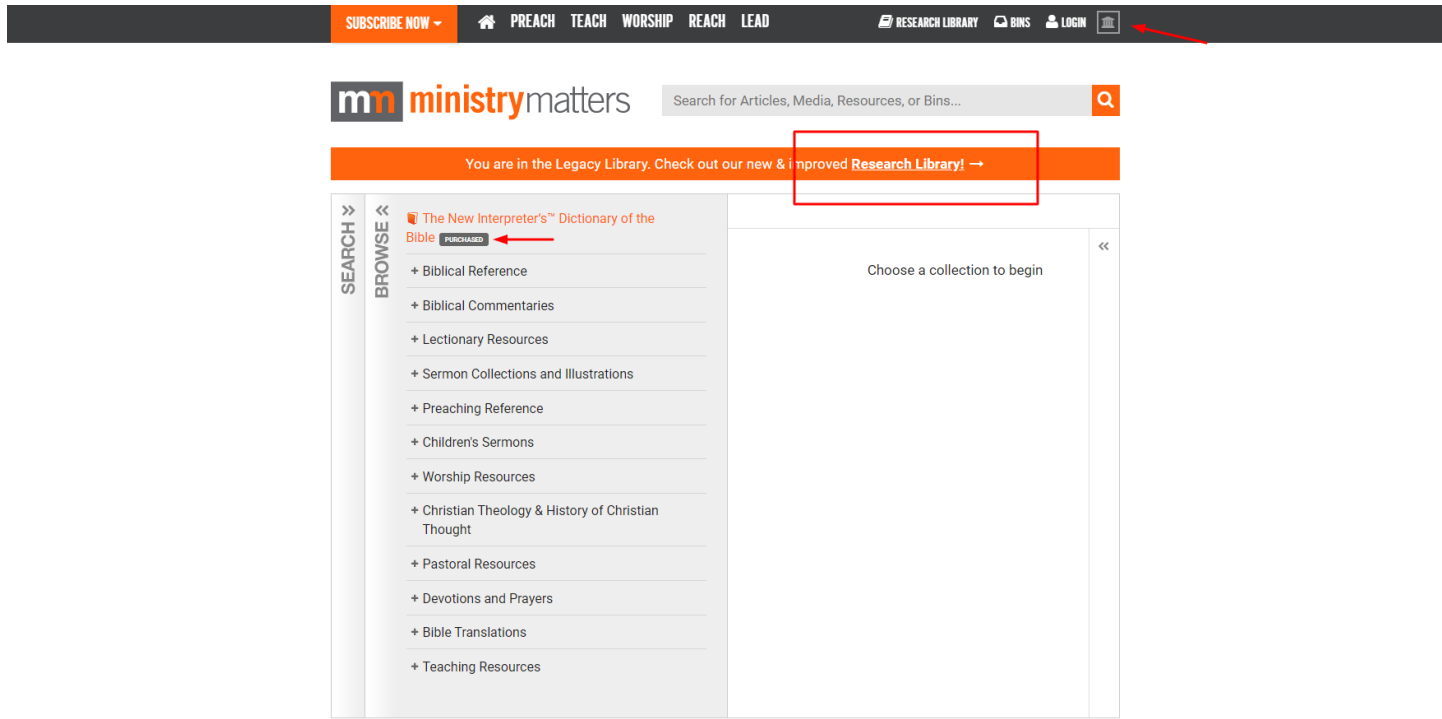 SUBSCRIBE NOW
PREACH TEACH WORSHIP REACH LEAD
RESEARCH LIBRARY BINS LOGIN
mm ministrymatters
Search for Articles, Media, Resources, or Bins...
You are in the Legacy Library. Check out our new & improved Research Library! →
SEARCH »
BROWSE «
The New Interpreter's™ Dictionary of the
Bible PURCHASED
+ Biblical Reference
+ Biblical Commentaries
+ Lectionary Resources
+ Sermon Collections and Illustrations
+ Preaching Reference
+ Children's Sermons
+ Worship Resources
+ Christian Theology & History of Christian
Thought
+ Pastoral Resources
+ Devotions and Prayers
+ Bible Translations
+ Teaching Resources
«
Choose a collection to begin